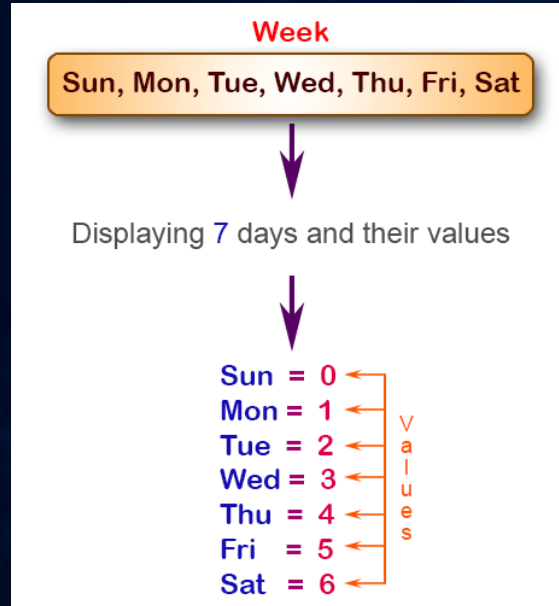 Week
Sun, Mon, Tue, Wed, Thu, Fri, Sat
Displaying 7 days and their values
Sun = 0
Mon = 1
Tue = 2
Wed = 3
Thu = 4
Fri = 5
Sat = 6
Values